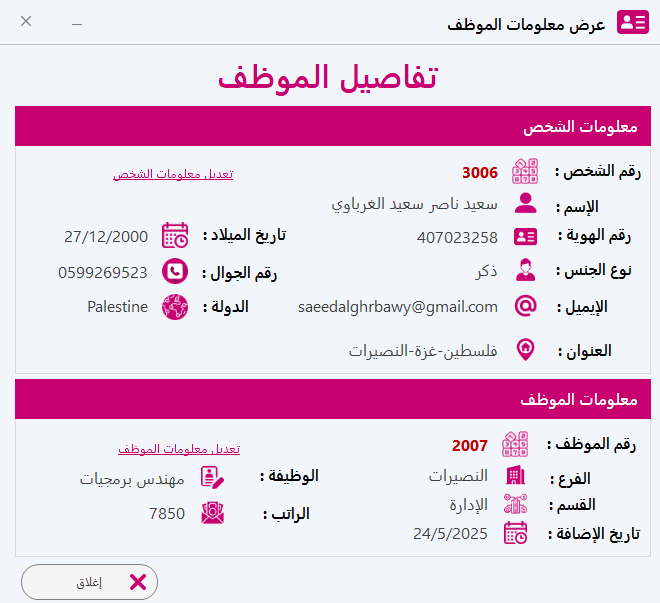 عرض معلومات الموظف
تفاصيل الموظف
معلومات الشخص
رقم الشخص : 3006 تعديل معلومات الشخص
الإسم : سعيد ناصر سعيد الغرباوي
رقم الهوية : 407023258 تاريخ الميلاد : 27/12/2000
نوع الجنس : ذكر رقم الجوال : 0599269523
الإيميل : saeedalghrbawy@gmail.com الدولة : Palestine
العنوان : فلسطين-غزة-النصيرات
معلومات الموظف
رقم الموظف : 2007 تعديل معلومات الموظف
الفرع : النصيرات الوظيفة : مهندس برمجيات
القسم : الإدارة الراتب : 7850
تاريخ الإضافة : 24/5/2025
إغلاق